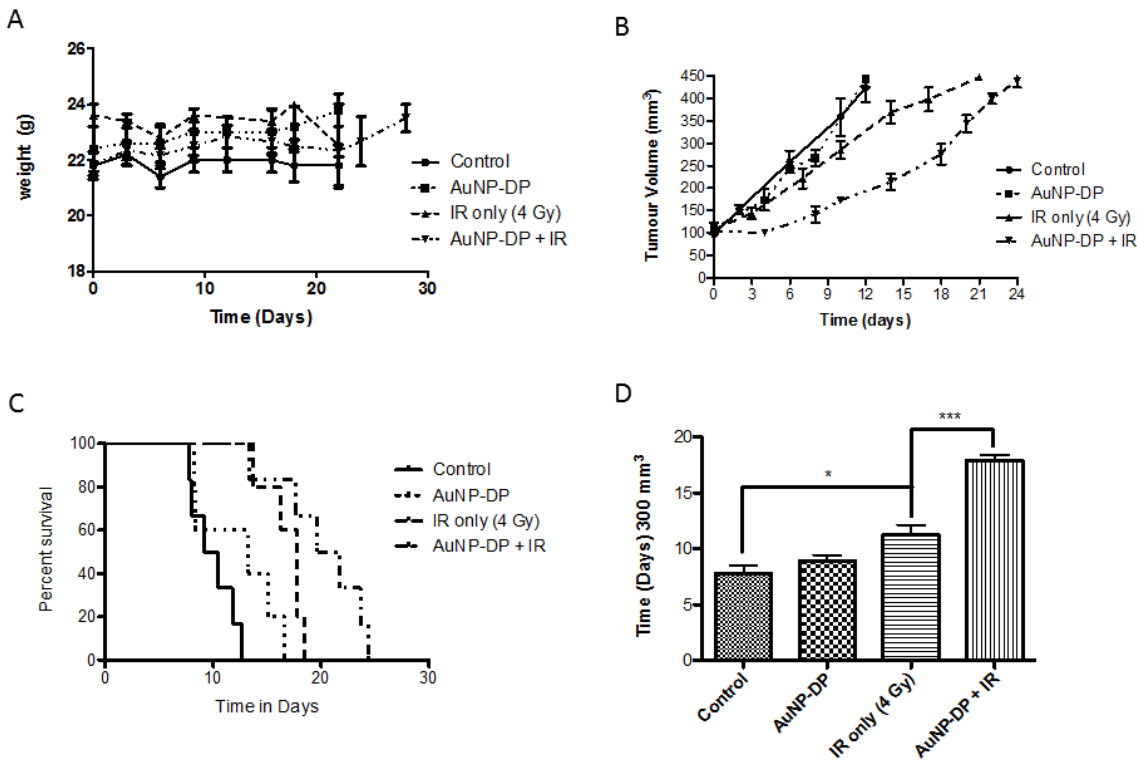 A
26
24
22
20
18
weight (g)
0
10
20
30
Time (Days)
Control
AuNP-DP
IR only (4 Gy)
AuNP-DP + IR
B
450
400
350
300
250
200
150
100
50
0
Tumour Volume (mm³)
0
3
6
9
12
15
18
21
24
Time (days)
Control
AuNP-DP
IR only (4 Gy)
AuNP-DP + IR
C
100
80
60
40
20
0
Percent survival
0
10
20
30
Time in Days
Control
AuNP-DP
IR only (4 Gy)
AuNP-DP + IR
D
20
15
10
5
0
Time (Days) 300 mm³
*
***
Control
AuNP-DP
IR only (4 Gy)
AuNP-DP + IR